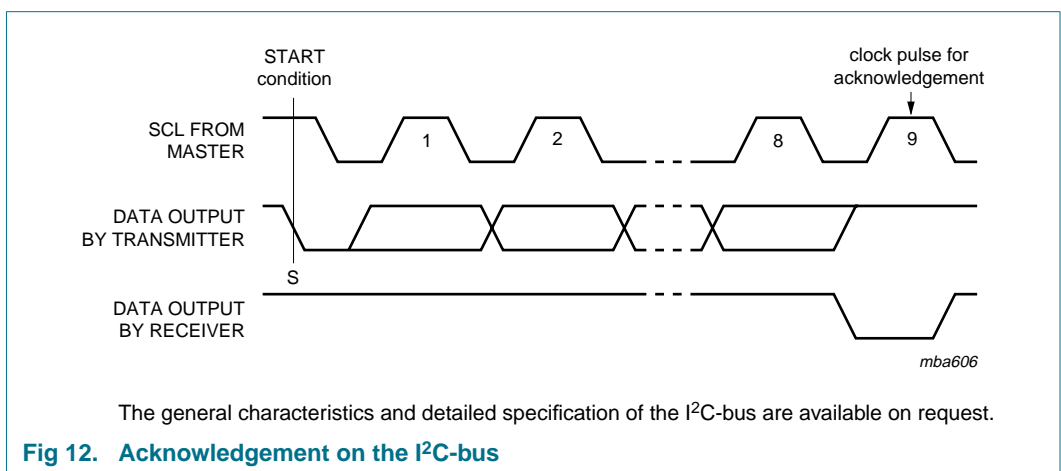 START
condition
clock pulse for
acknowledgement
SCL FROM
MASTER
1
2
8
9
DATA OUTPUT
BY TRANSMITTER
S
DATA OUTPUT
BY RECEIVER
mba606
The general characteristics and detailed specification of the I²C-bus are available on request.
Fig 12. Acknowledgement on the I²C-bus